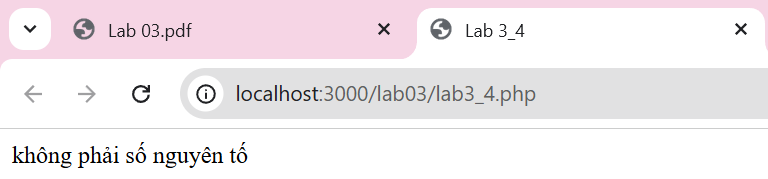 Lab 03.pdf
Lab 3_4
localhost:3000/lab03/lab3_4.php
không phải số nguyên tố